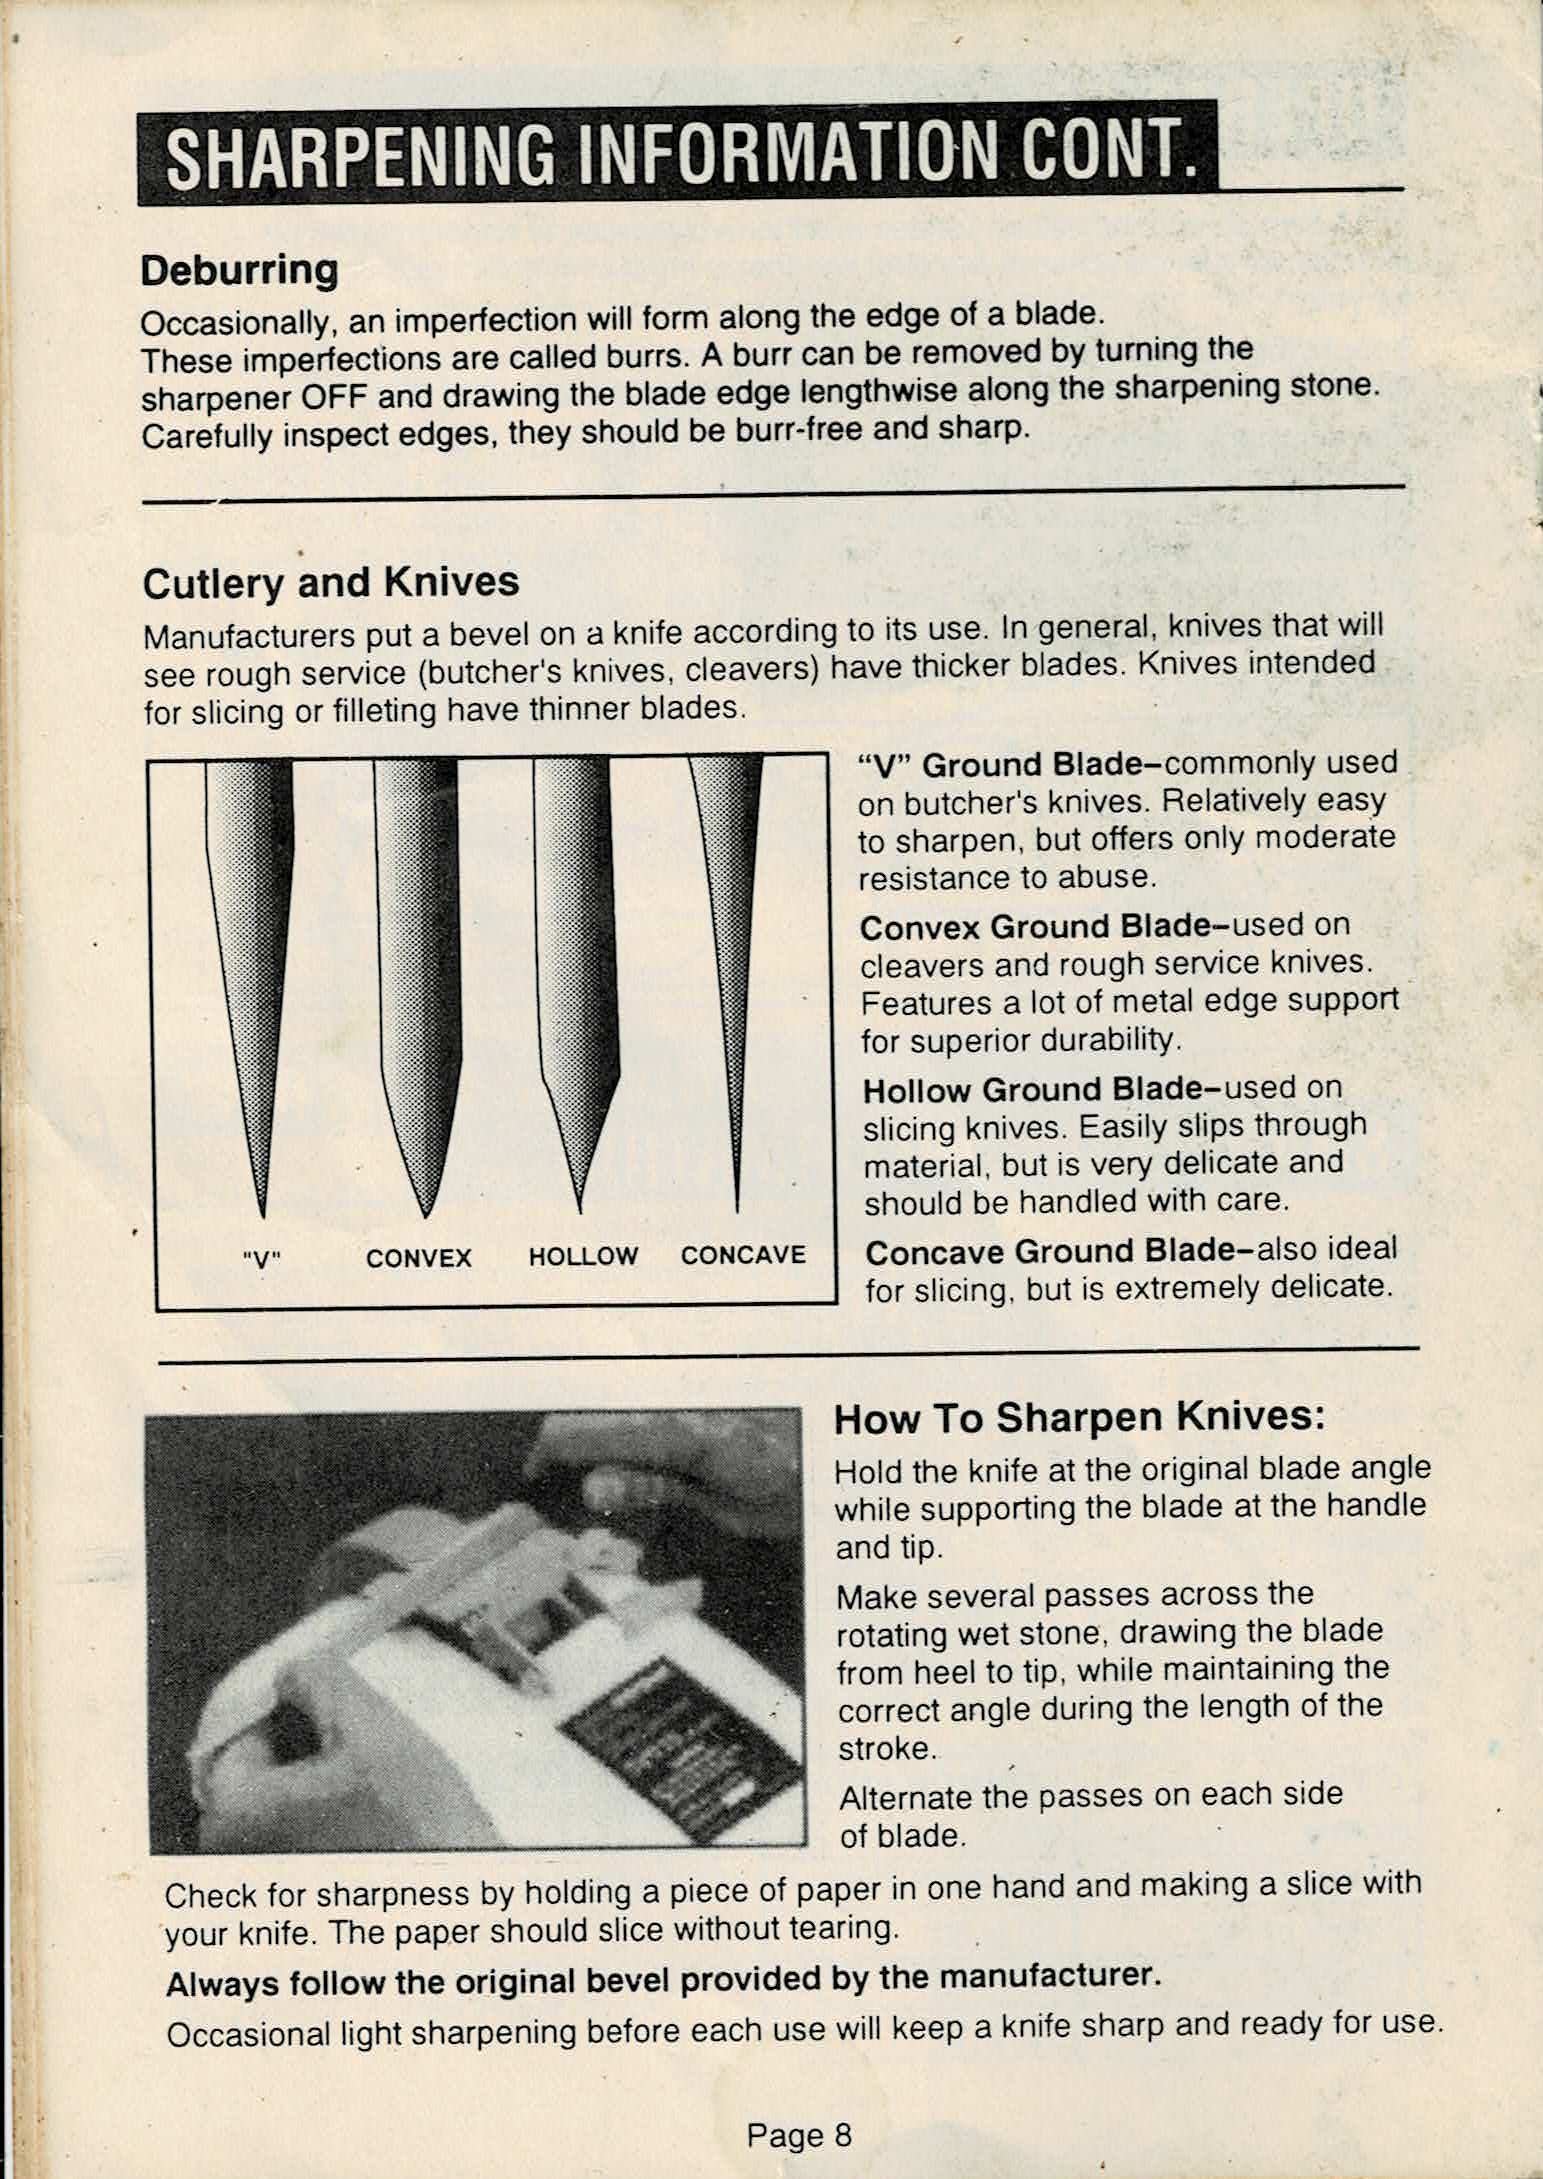 SHARPENING INFORMATION CONT.
Deburring
Occasionally, an imperfection will form along the edge of a blade.
These imperfections are called burrs. A burr can be removed by turning the
sharpener OFF and drawing the blade edge lengthwise along the sharpening stone.
Carefully inspect edges, they should be burr-free and sharp.
Cutlery and Knives
Manufacturers put a bevel on a knife according to its use. In general, knives that will
see rough service (butcher's knives, cleavers) have thicker blades. Knives intended
for slicing or filleting have thinner blades.
"V"
CONVEX
HOLLOW
CONCAVE
“V” Ground Blade–commonly used
on butcher's knives. Relatively easy
to sharpen, but offers only moderate
resistance to abuse.
Convex Ground Blade–used on
cleavers and rough service knives.
Features a lot of metal edge support
for superior durability.
Hollow Ground Blade–used on
slicing knives. Easily slips through
material, but is very delicate and
should be handled with care.
Concave Ground Blade–also ideal
for slicing, but is extremely delicate.
How To Sharpen Knives:
Hold the knife at the original blade angle
while supporting the blade at the handle
and tip.
Make several passes across the
rotating wet stone, drawing the blade
from heel to tip, while maintaining the
correct angle during the length of the
stroke.
Alternate the passes on each side
of blade.
Check for sharpness by holding a piece of paper in one hand and making a slice with
your knife. The paper should slice without tearing.
Always follow the original bevel provided by the manufacturer.
Occasional light sharpening before each use will keep a knife sharp and ready for use.
Page 8